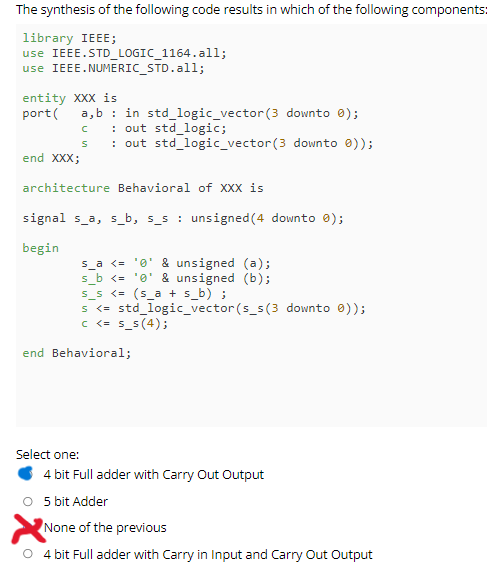 The synthesis of the following code results in which of the following components:
library IEEE;
use IEEE.STD_LOGIC_1164.all;
use IEEE.NUMERIC_STD.all;
entity XXX is
port( a,b : in std_logic_vector(3 downto 0);
c : out std_logic;
s : out std_logic_vector(3 downto 0));
end XXX;
architecture Behavioral of XXX is
signal s_a, s_b, s_s : unsigned(4 downto 0);
begin
s_a <= '0' & unsigned (a);
s_b <= '0' & unsigned (b);
s_s <= (s_a + s_b) ;
s <= std_logic_vector(s_s(3 downto 0));
c <= s_s(4);
end Behavioral;
Select one:
4 bit Full adder with Carry Out Output
5 bit Adder
None of the previous
4 bit Full adder with Carry in Input and Carry Out Output